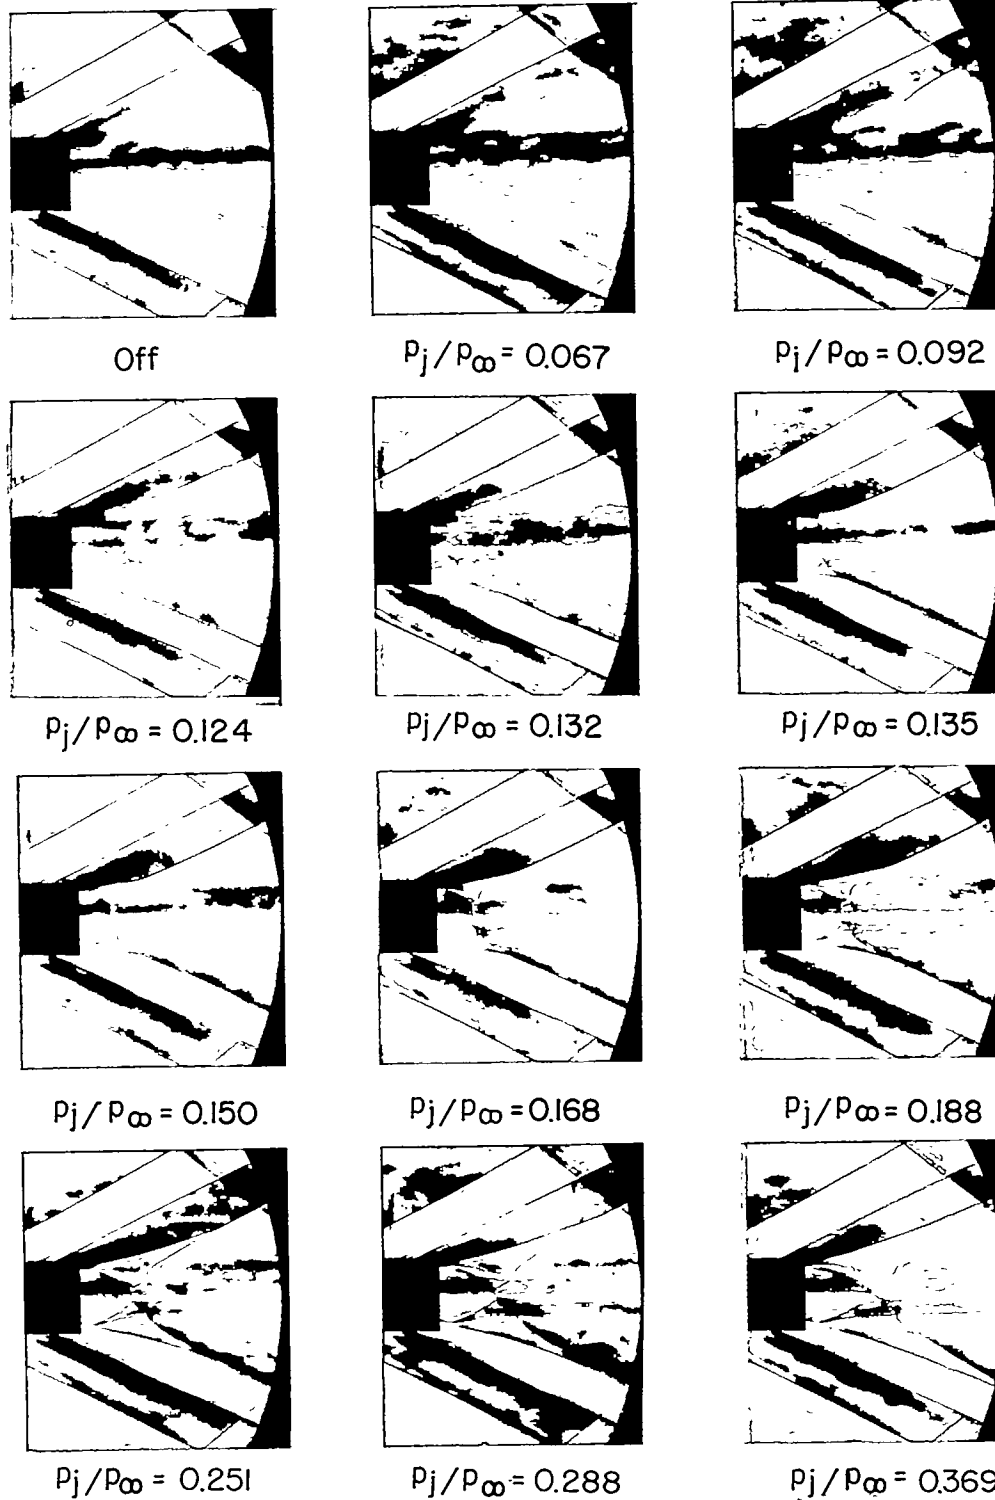 Off pj/p∞ = 0.067 pj/p∞ = 0.092
pj/p∞ = 0.124 pj/p∞ = 0.132 pj/p∞ = 0.135
pj/p∞ = 0.150 pj/p∞ = 0.168 pj/p∞ = 0.188
pj/p∞ = 0.251 pj/p∞ = 0.288 pj/p∞ = 0.369